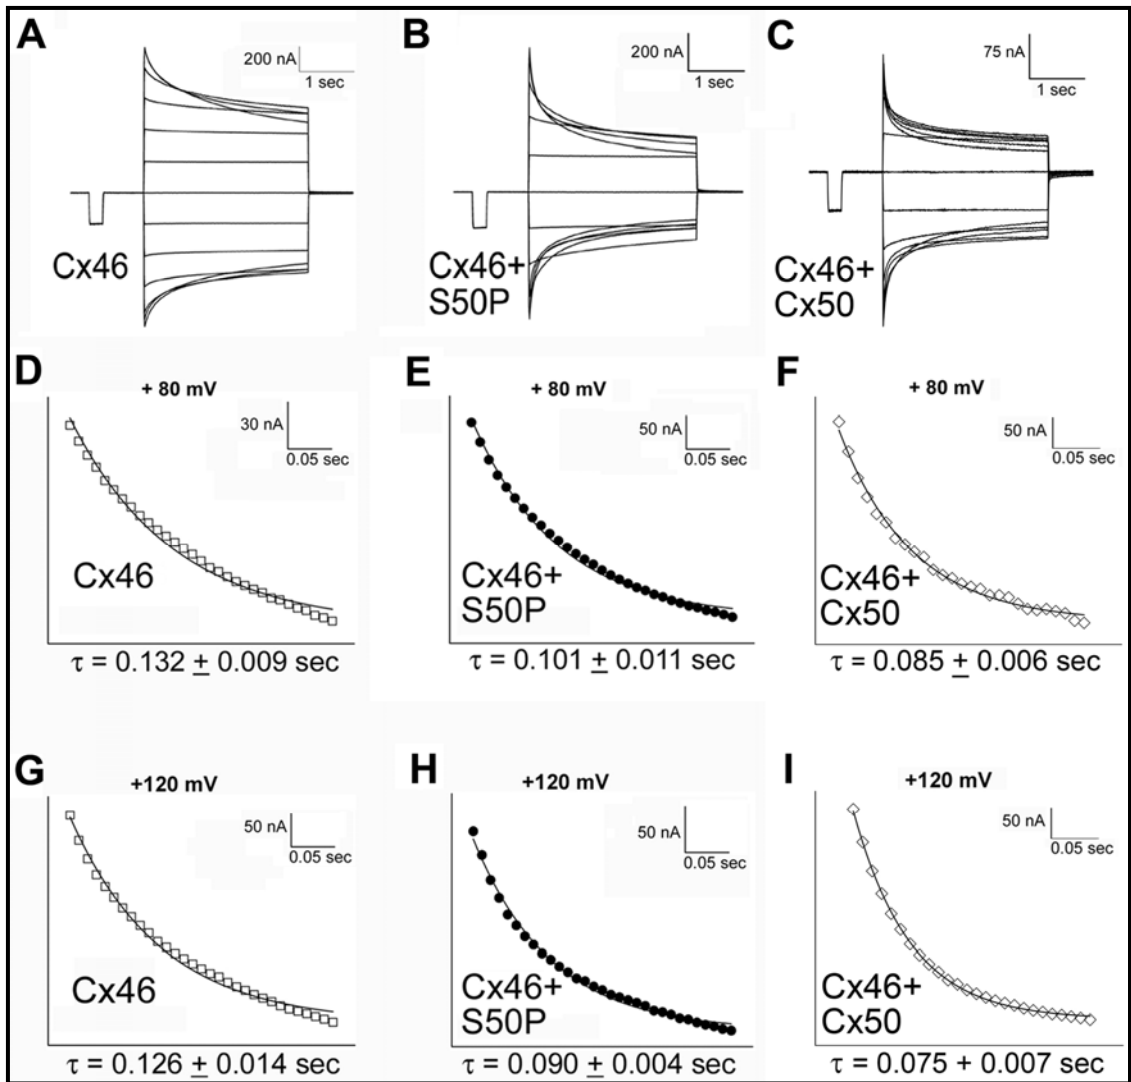 A
200 nA
1 sec
Cx46
B
200 nA
1 sec
Cx46+
S50P
C
75 nA
1 sec
Cx46+
Cx50
D
+ 80 mV
30 nA
0.05 sec
Cx46
τ = 0.132 ± 0.009 sec
E
+ 80 mV
50 nA
0.05 sec
Cx46+
S50P
τ = 0.101 ± 0.011 sec
F
+ 80 mV
50 nA
0.05 sec
Cx46+
Cx50
τ = 0.085 ± 0.006 sec
G
+120 mV
50 nA
0.05 sec
Cx46
τ = 0.126 ± 0.014 sec
H
+120 mV
50 nA
0.05 sec
Cx46+
S50P
τ = 0.090 ± 0.004 sec
I
+120 mV
50 nA
0.05 sec
Cx46+
Cx50
τ = 0.075 + 0.007 sec